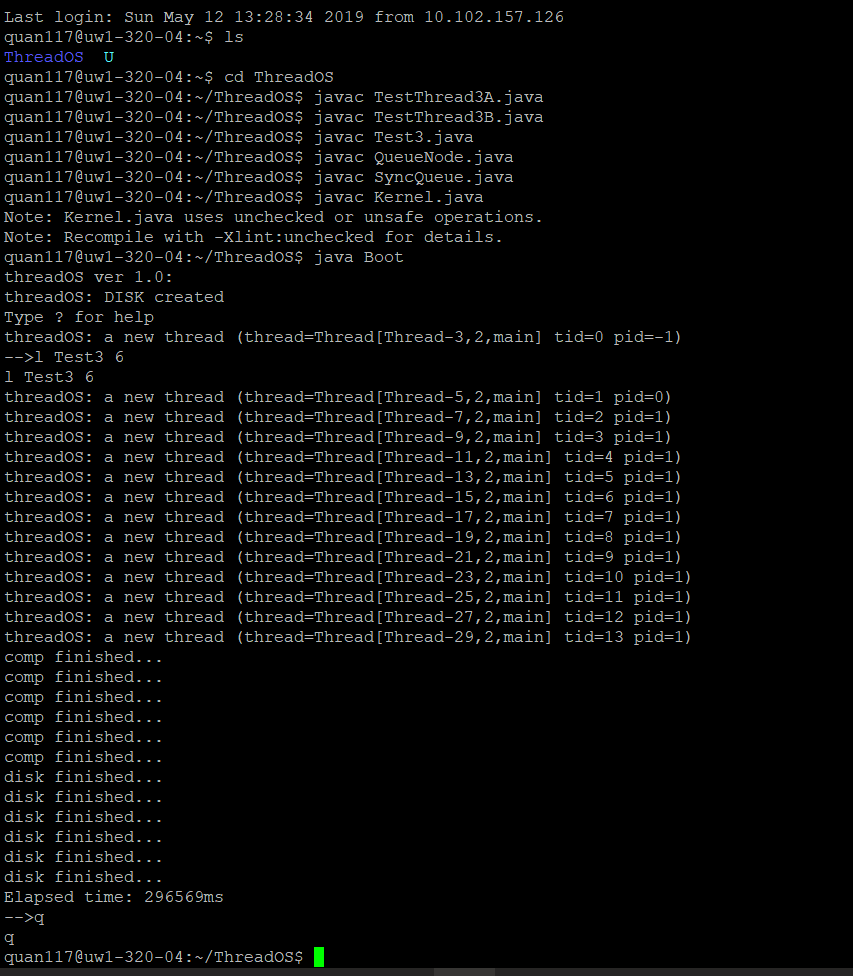 Last login: Sun May 12 13:28:34 2019 from 10.102.157.126
quan117@uw1-320-04:~$ ls
ThreadOS  U
quan117@uw1-320-04:~$ cd ThreadOS
quan117@uw1-320-04:~/ThreadOS$ javac TestThread3A.java
quan117@uw1-320-04:~/ThreadOS$ javac TestThread3B.java
quan117@uw1-320-04:~/ThreadOS$ javac Test3.java
quan117@uw1-320-04:~/ThreadOS$ javac QueueNode.java
quan117@uw1-320-04:~/ThreadOS$ javac SyncQueue.java
quan117@uw1-320-04:~/ThreadOS$ javac Kernel.java
Note: Kernel.java uses unchecked or unsafe operations.
Note: Recompile with -Xlint:unchecked for details.
quan117@uw1-320-04:~/ThreadOS$ java Boot
threadOS ver 1.0:
threadOS: DISK created
Type ? for help
threadOS: a new thread (thread=Thread[Thread-3,2,main] tid=0 pid=-1)
-->l Test3 6
l Test3 6
threadOS: a new thread (thread=Thread[Thread-5,2,main] tid=1 pid=0)
threadOS: a new thread (thread=Thread[Thread-7,2,main] tid=2 pid=1)
threadOS: a new thread (thread=Thread[Thread-9,2,main] tid=3 pid=1)
threadOS: a new thread (thread=Thread[Thread-11,2,main] tid=4 pid=1)
threadOS: a new thread (thread=Thread[Thread-13,2,main] tid=5 pid=1)
threadOS: a new thread (thread=Thread[Thread-15,2,main] tid=6 pid=1)
threadOS: a new thread (thread=Thread[Thread-17,2,main] tid=7 pid=1)
threadOS: a new thread (thread=Thread[Thread-19,2,main] tid=8 pid=1)
threadOS: a new thread (thread=Thread[Thread-21,2,main] tid=9 pid=1)
threadOS: a new thread (thread=Thread[Thread-23,2,main] tid=10 pid=1)
threadOS: a new thread (thread=Thread[Thread-25,2,main] tid=11 pid=1)
threadOS: a new thread (thread=Thread[Thread-27,2,main] tid=12 pid=1)
threadOS: a new thread (thread=Thread[Thread-29,2,main] tid=13 pid=1)
comp finished...
comp finished...
comp finished...
comp finished...
comp finished...
comp finished...
disk finished...
disk finished...
disk finished...
disk finished...
disk finished...
disk finished...
Elapsed time: 296569ms
-->q
q
quan117@uw1-320-04:~/ThreadOS$